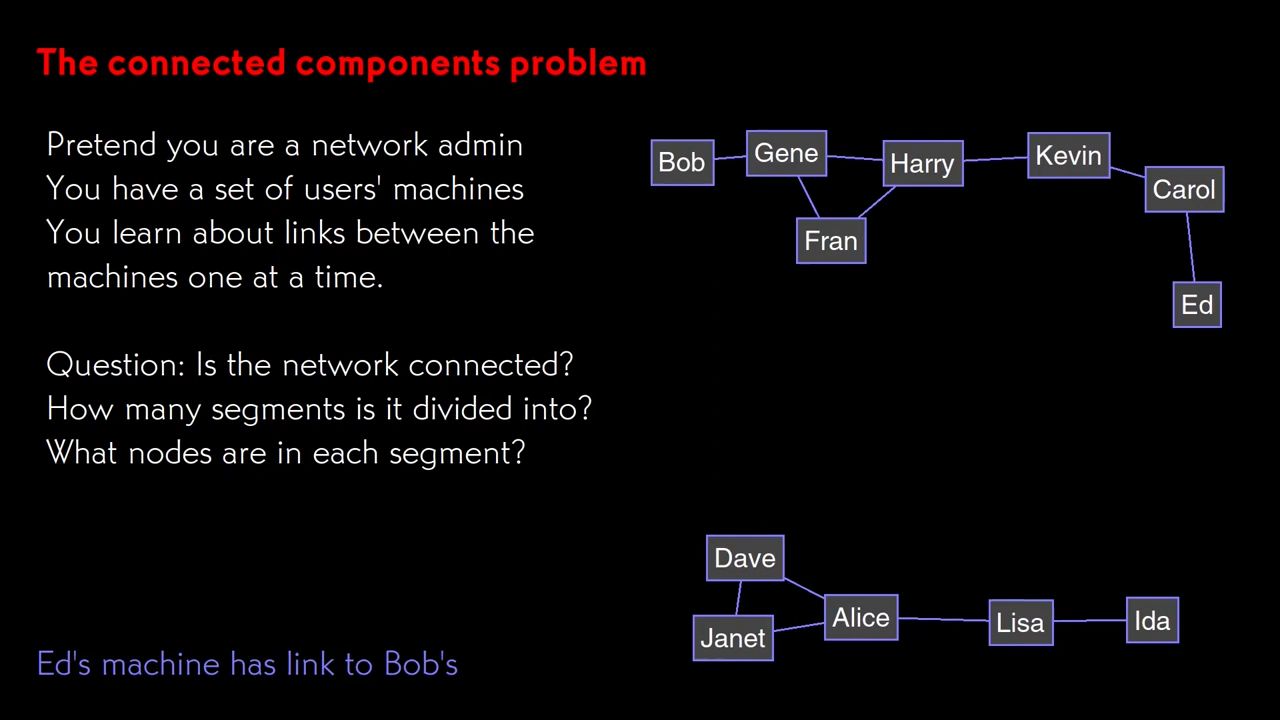 The connected components problem
Pretend you are a network admin
You have a set of users' machines
You learn about links between the
machines one at a time.
Question: Is the network connected?
How many segments is it divided into?
What nodes are in each segment?
Ed's machine has link to Bob's
Bob
Gene
Harry
Kevin
Carol
Fran
Ed
Dave
Janet
Alice
Lisa
Ida